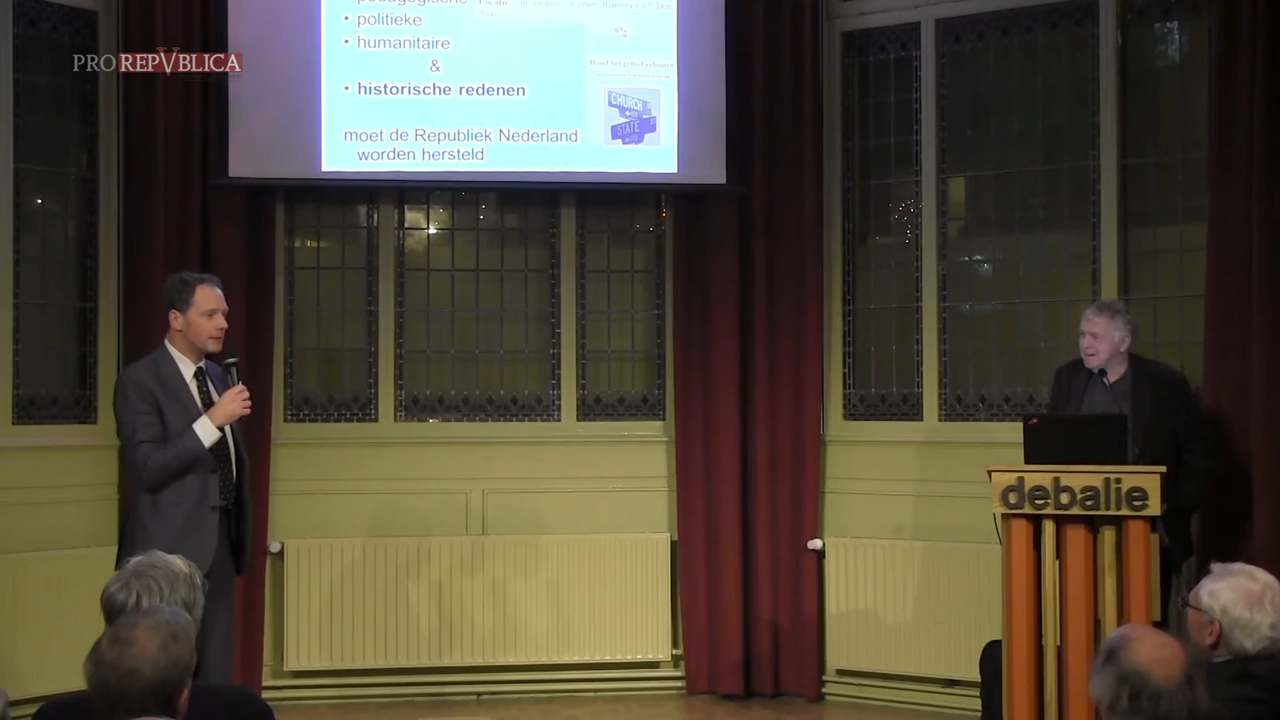 PRO REPVBLICA
pedagogische
• politieke
• humanitaire
&
• historische redenen
moet de Republiek Nederland
worden hersteld
CHURCH
STATE
debalie